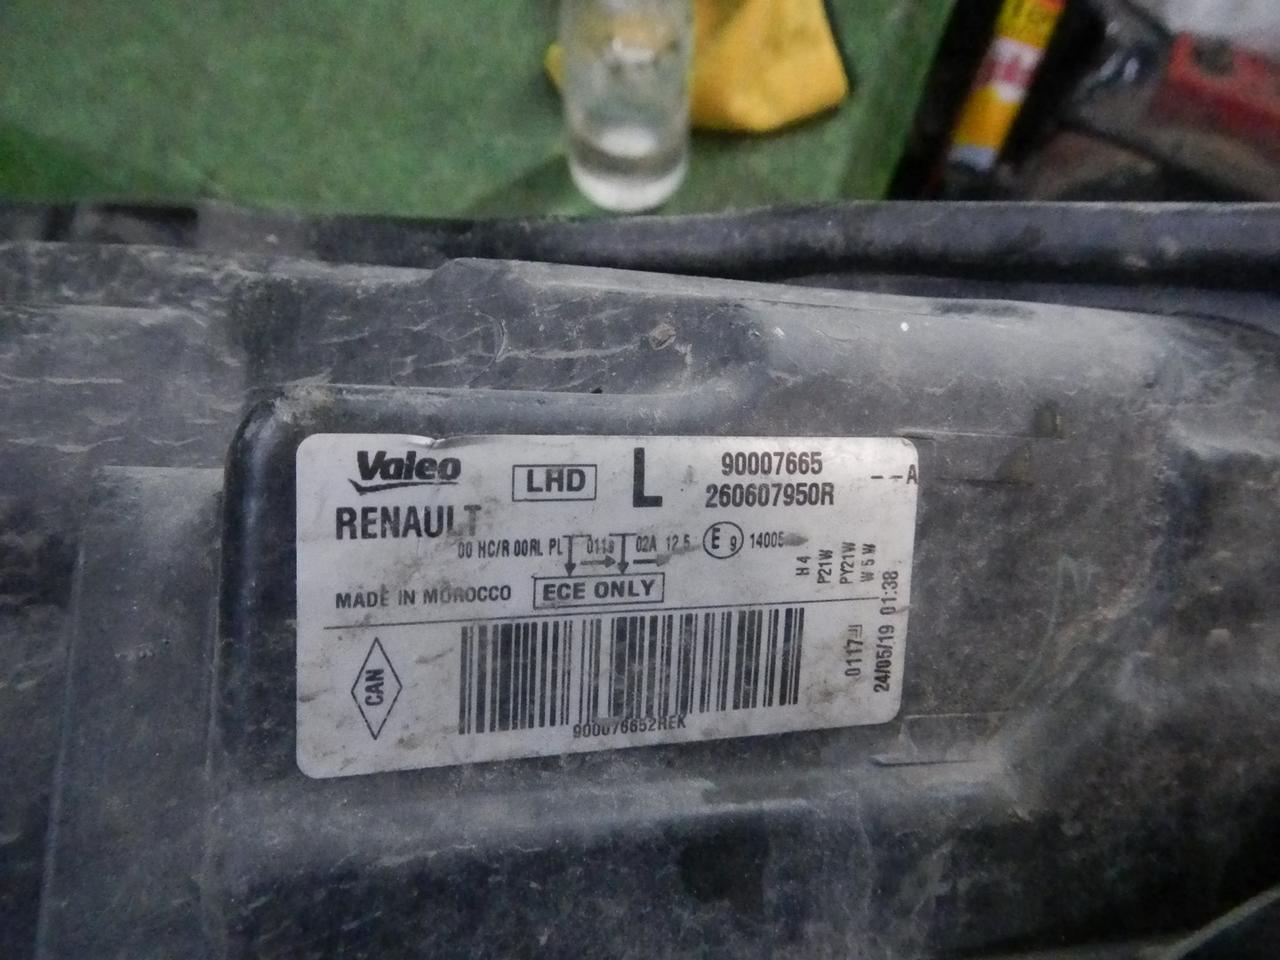 Valeo
LHD
L
90007665
260607950R
--A
RENAULT
00 HC/R 00RL PL
02A 12.5
E 9
H4
P21W
PY21W
W5W
MADE IN MOROCCO
ECE ONLY
CAN
900076652REK
0117
24/05/19 01:38